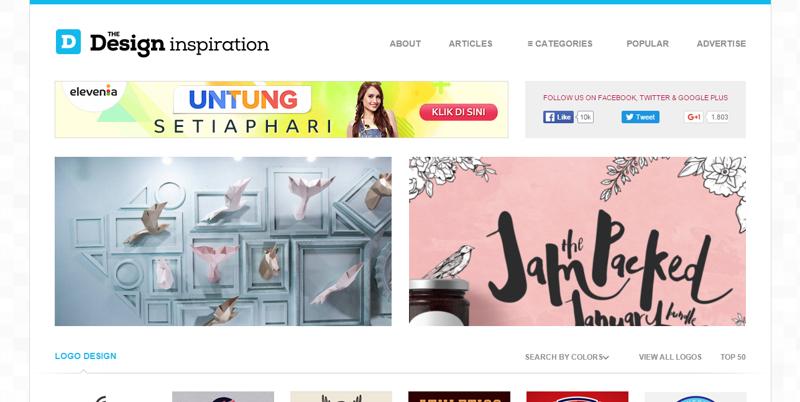 D THE
Design inspiration
ABOUT ARTICLES ≡ CATEGORIES POPULAR ADVERTISE
elevenia
UNTUNG
SETIAPHARI
KLIK DI SINI
FOLLOW US ON FACEBOOK, TWITTER & GOOGLE PLUS
f Like 10k Tweet G+1 1.803
the
Jam Packed
January bundle
LOGO DESIGN
SEARCH BY COLORS VIEW ALL LOGOS TOP 50